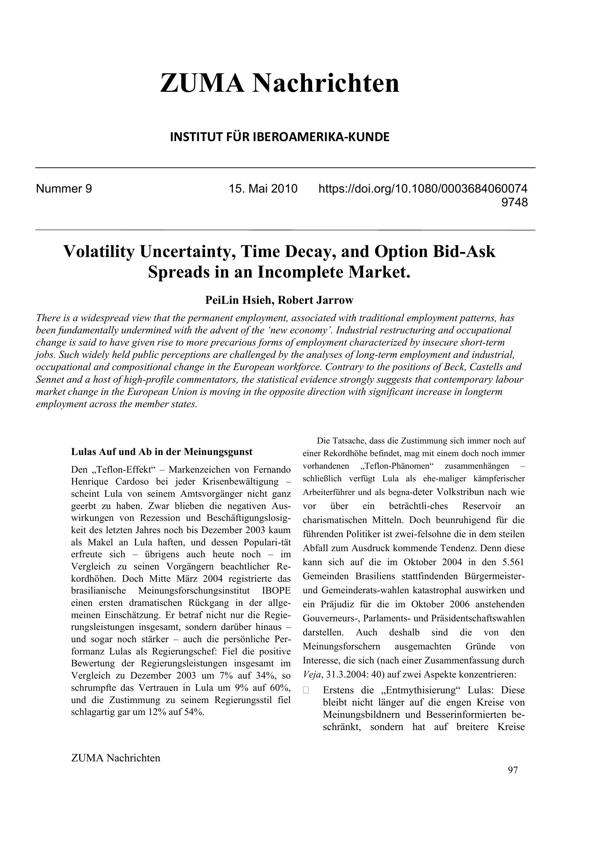 ZUMA Nachrichten
INSTITUT FÜR IBEROAMERIKA-KUNDE
Nummer 9 15. Mai 2010 https://doi.org/10.1080/0003684060074
9748
Volatility Uncertainty, Time Decay, and Option Bid-Ask
Spreads in an Incomplete Market.
PeiLin Hsieh, Robert Jarrow
There is a widespread view that the permanent employment, associated with traditional employment patterns, has
been fundamentally undermined with the advent of the ‘new economy’. Industrial restructuring and occupational
change is said to have given rise to more precarious forms of employment characterized by insecure short-term
jobs. Such widely held public perceptions are challenged by the analyses of long-term employment and industrial,
occupational and compositional change in the European workforce. Contrary to the positions of Beck, Castells and
Sennet and a host of high-profile commentators, the statistical evidence strongly suggests that contemporary labour
market change in the European Union is moving in the opposite direction with significant increase in longterm
employment across the member states.
Lulas Auf und Ab in der Meinungsgunst
Den „Teflon-Effekt“ – Markenzeichen von Fernando
Henrique Cardoso bei jeder Krisenbewältigung –
scheint Lula von seinem Amtsvorgänger nicht ganz
geerbt zu haben. Zwar blieben die negativen Aus-
wirkungen von Rezession und Beschäftigungslosig-
keit des letzten Jahres noch bis Dezember 2003 kaum
als Makel an Lula haften, und dessen Populari-tät
erfreute sich – übrigens auch heute noch – im
Vergleich zu seinen Vorgängern beachtlicher Re-
kordhöhen. Doch Mitte März 2004 registrierte das
brasilianische Meinungsforschungsinstitut IBOPE
einen ersten dramatischen Rückgang in der allge-
meinen Einschätzung. Er betraf nicht nur die Regie-
rungsleistungen insgesamt, sondern darüber hinaus –
und sogar noch stärker – auch die persönliche Per-
formanz Lulas als Regierungschef: Fiel die positive
Bewertung der Regierungsleistungen insgesamt im
Vergleich zu Dezember 2003 um 7% auf 34%, so
schrumpfte das Vertrauen in Lula um 9% auf 60%,
und die Zustimmung zu seinem Regierungsstil fiel
schlagartig gar um 12% auf 54%.
Die Tatsache, dass die Zustimmung sich immer noch auf
einer Rekordhöhe befindet, mag mit einem doch noch immer
vorhandenen „Teflon-Phänomen“ zusammenhängen –
schließlich verfügt Lula als ehe-maliger kämpferischer
Arbeiterführer und als begna-deter Volkstribun nach wie
vor über ein beträchtli-ches Reservoir an
charismatischen Mitteln. Doch beunruhigend für die
führenden Politiker ist zwei-felsohne die in dem steilen
Abfall zum Ausdruck kommende Tendenz. Denn diese
kann sich auf die im Oktober 2004 in den 5.561
Gemeinden Brasiliens stattfindenden Bürgermeister-
und Gemeinderats-wahlen katastrophal auswirken und
ein Präjudiz für die im Oktober 2006 anstehenden
Gouverneurs-, Parlaments- und Präsidentschaftswahlen
darstellen. Auch deshalb sind die von den
Meinungsforschern ausgemachten Gründe von
Interesse, die sich (nach einer Zusammenfassung durch
Veja, 31.3.2004: 40) auf zwei Aspekte konzentrieren:
Erstens die „Entmythisierung“ Lulas: Diese
bleibt nicht länger auf die engen Kreise von
Meinungsbildnern und Besserinformierten be-
schränkt, sondern hat auf breitere Kreise
ZUMA Nachrichten
97